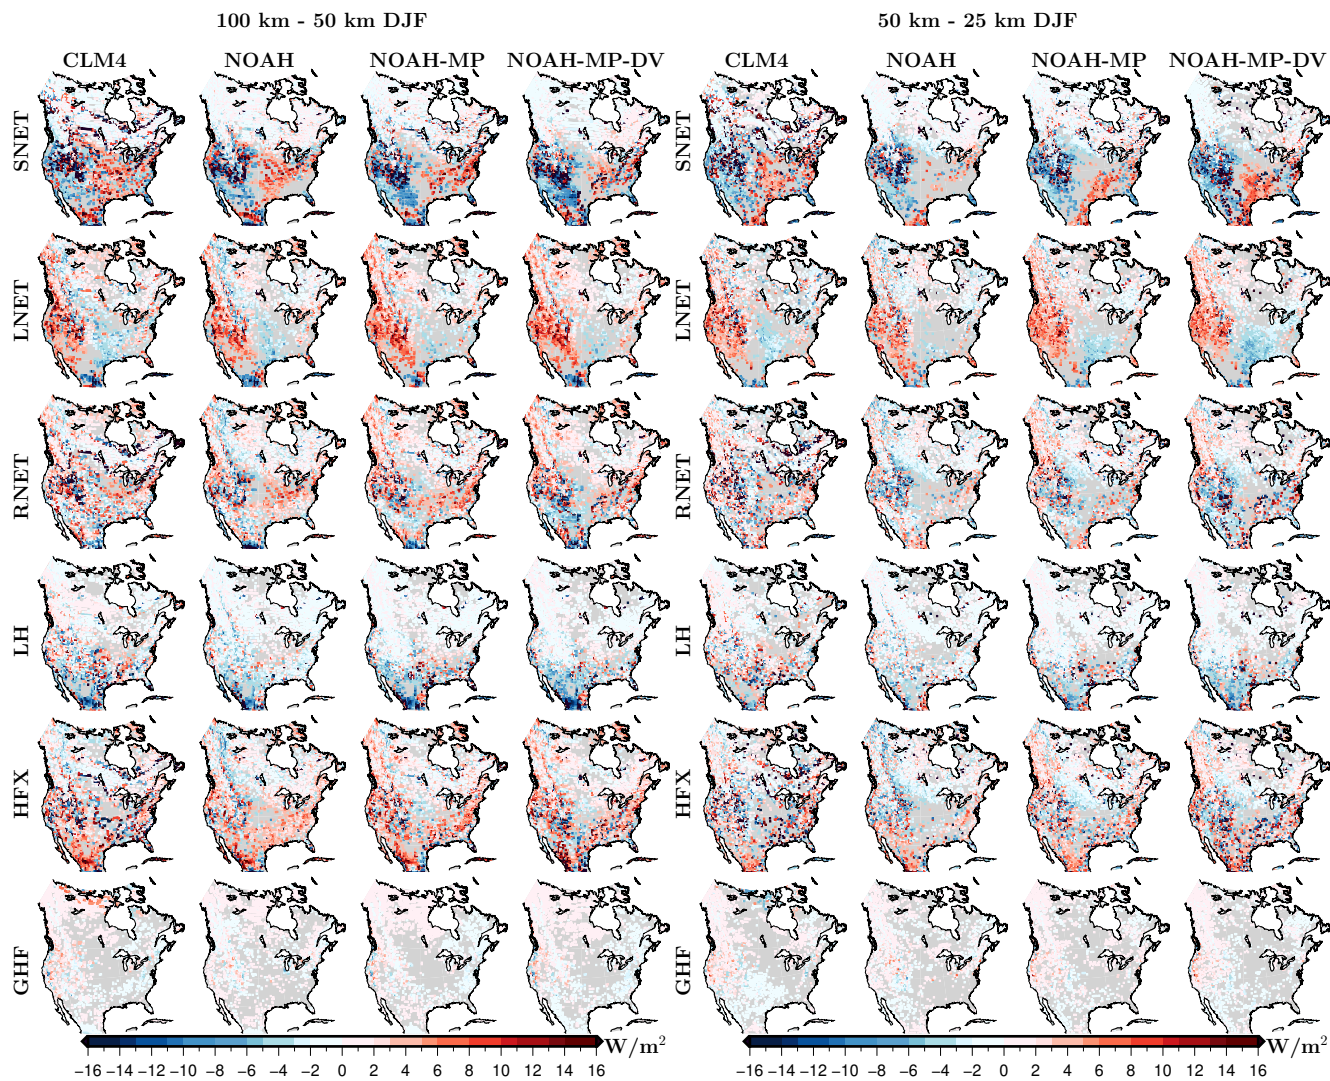 100 km - 50 km DJF 50 km - 25 km DJF
CLM4 NOAH NOAH-MP NOAH-MP-DV CLM4 NOAH NOAH-MP NOAH-MP-DV
SNET SNET
LNET LNET
RNET RNET
LH LH
HFX HFX
GHF GHF
W/m² W/m²
−16 −14 −12 −10 −8 −6 −4 −2 0 2 4 6 8 10 12 14 16 −16 −14 −12 −10 −8 −6 −4 −2 0 2 4 6 8 10 12 14 16